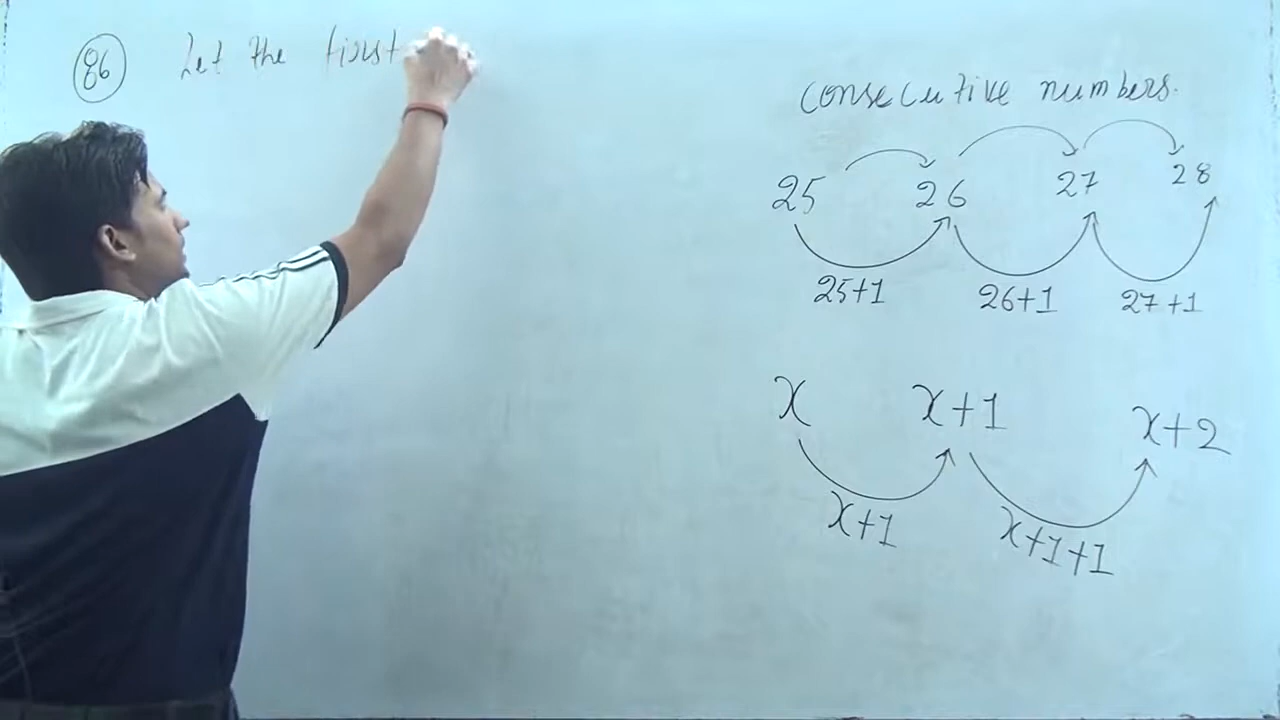 86 Let the first
consecutive numbers.
25 26 27 28
25+1 26+1 27+1
x x+1 x+2
x+1 x+1+1